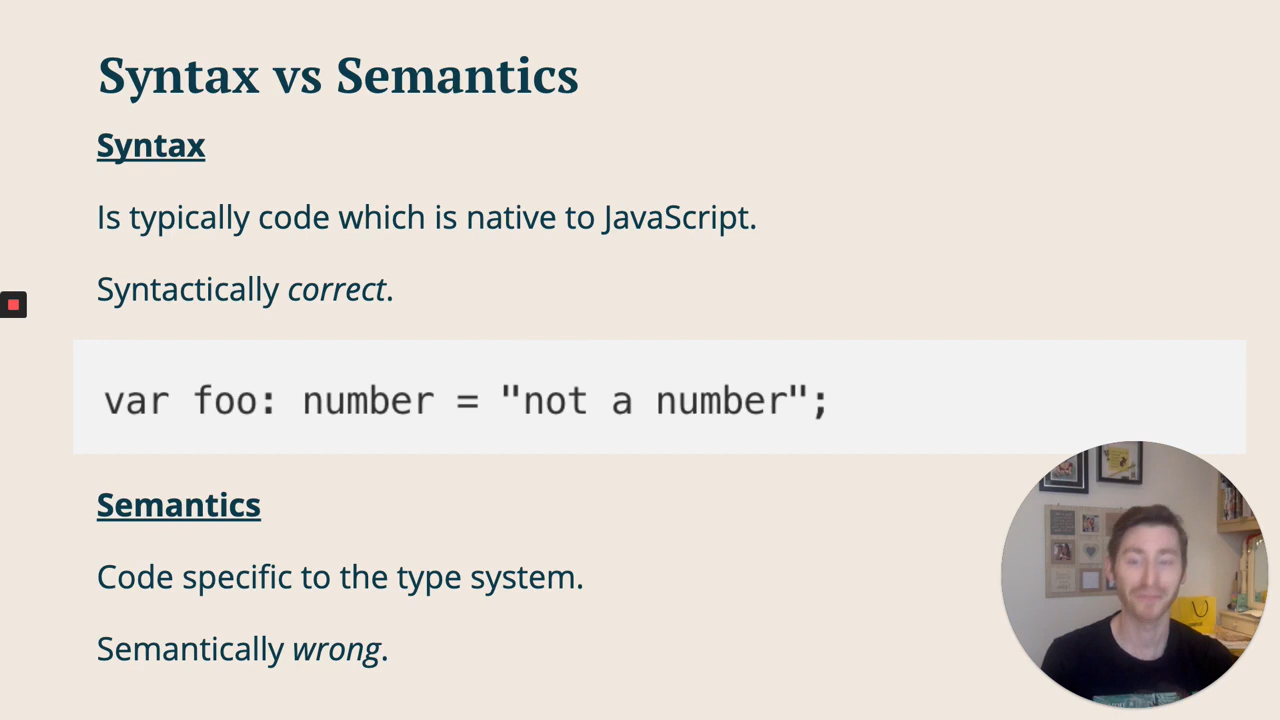 Syntax vs Semantics
Syntax
Is typically code which is native to JavaScript.
Syntactically correct.
var foo: number = "not a number";
Semantics
Code specific to the type system.
Semantically wrong.